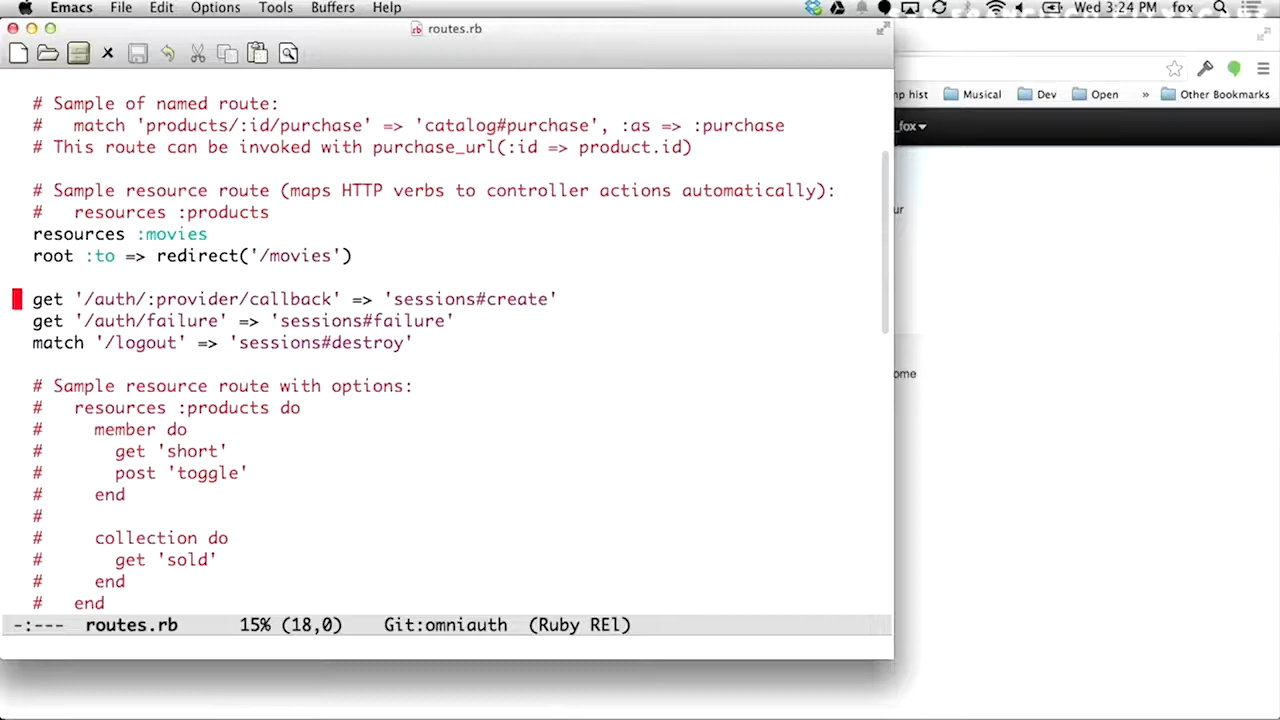 Emacs File Edit Options Tools Buffers Help Wed 3:24 PM fox
routes.rb
# Sample of named route:
#   match 'products/:id/purchase' => 'catalog#purchase', :as => :purchase
# This route can be invoked with purchase_url(:id => product.id)
# Sample resource route (maps HTTP verbs to controller actions automatically):
#   resources :products
resources :movies
root :to => redirect('/movies')
get '/auth/:provider/callback' => 'sessions#create'
get '/auth/failure' => 'sessions#failure'
match '/logout' => 'sessions#destroy'
# Sample resource route with options:
#   resources :products do
#     member do
#       get 'short'
#       post 'toggle'
#     end
#
#     collection do
#       get 'sold'
#     end
#   end
-:--- routes.rb 15% (18,0) Git:omniauth (Ruby REl)
np hist Musical Dev Open » Other Bookmarks
_fox
ur
ome